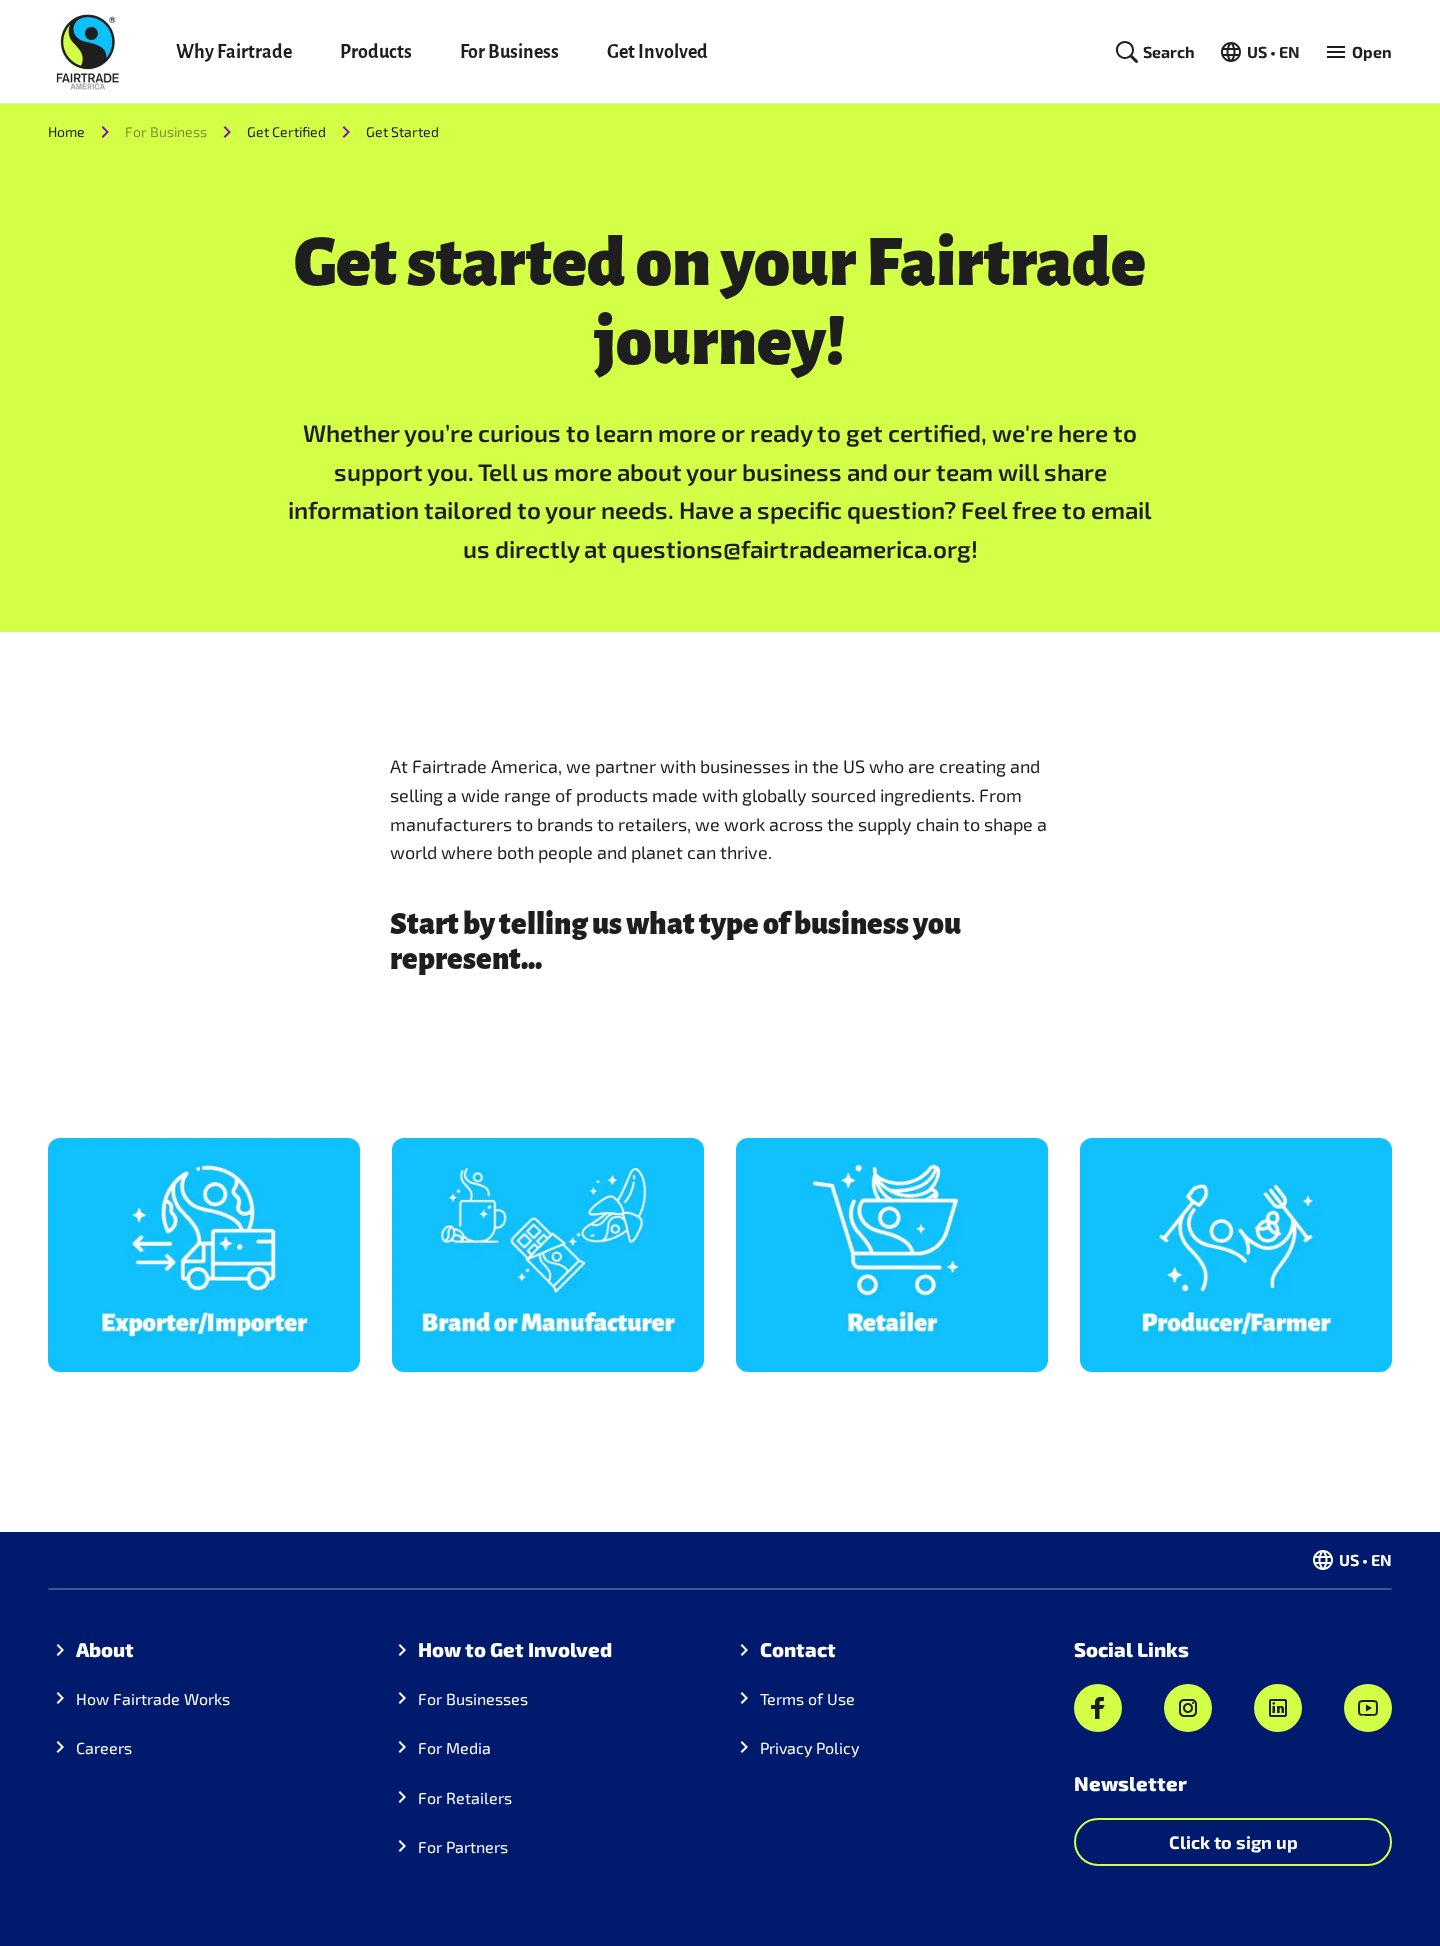 FAIRTRADE
AMERICA
®
Why Fairtrade
Products
For Business
Get Involved
Search
US • EN
Open
Home
For Business
Get Certified
Get Started
Get started on your Fairtrade
journey!
Whether you’re curious to learn more or ready to get certified, we're here to
support you. Tell us more about your business and our team will share
information tailored to your needs. Have a specific question? Feel free to email
us directly at questions@fairtradeamerica.org!
At Fairtrade America, we partner with businesses in the US who are creating and
selling a wide range of products made with globally sourced ingredients. From
manufacturers to brands to retailers, we work across the supply chain to shape a
world where both people and planet can thrive.
Start by telling us what type of business you
represent...
Exporter/Importer
Brand or Manufacturer
Retailer
Producer/Farmer
US • EN
About
How Fairtrade Works
Careers
How to Get Involved
For Businesses
For Media
For Retailers
For Partners
Contact
Terms of Use
Privacy Policy
Social Links
Newsletter
Click to sign up